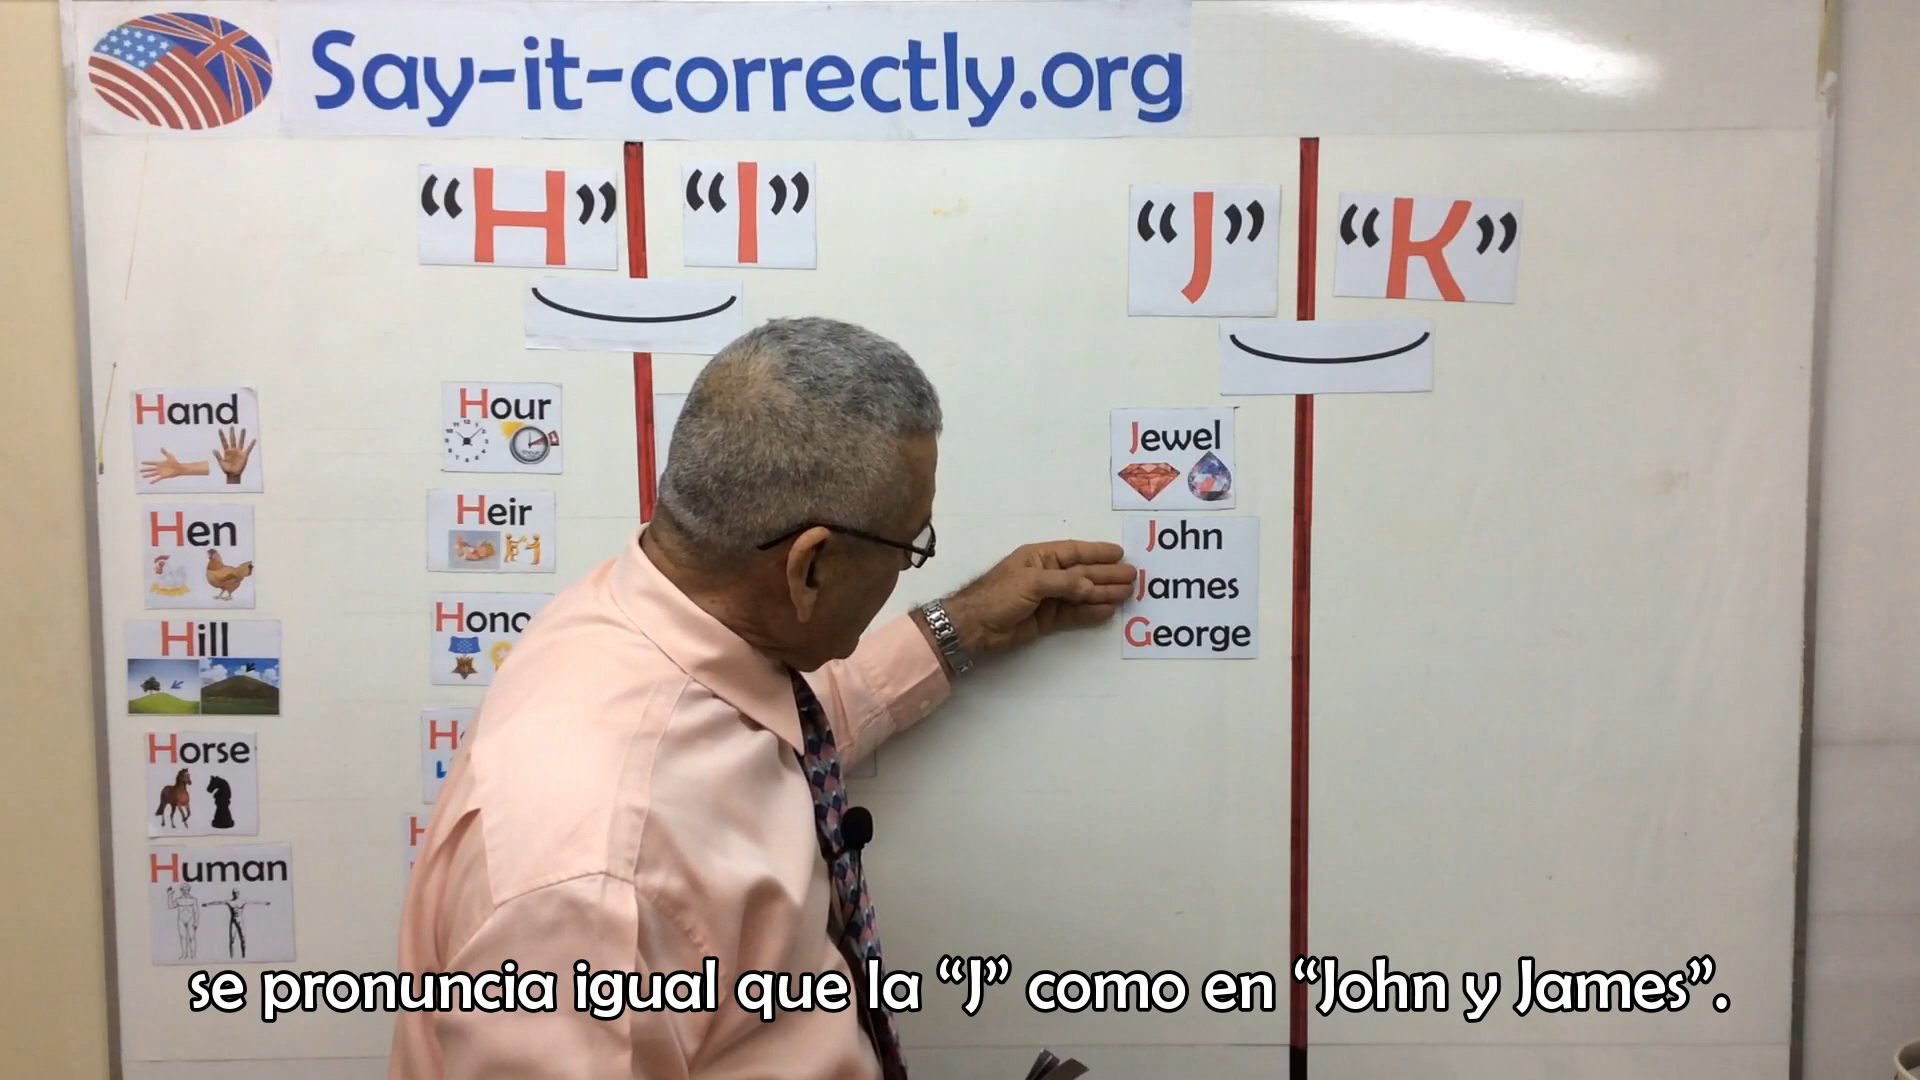 Say-it-correctly.org
“H”
“I”
“J”
“K”
Hand
Hen
Hill
Horse
Human
Hour
Heir
Jewel
John
James
George
se pronuncia igual que la “J” como en “John y James”.